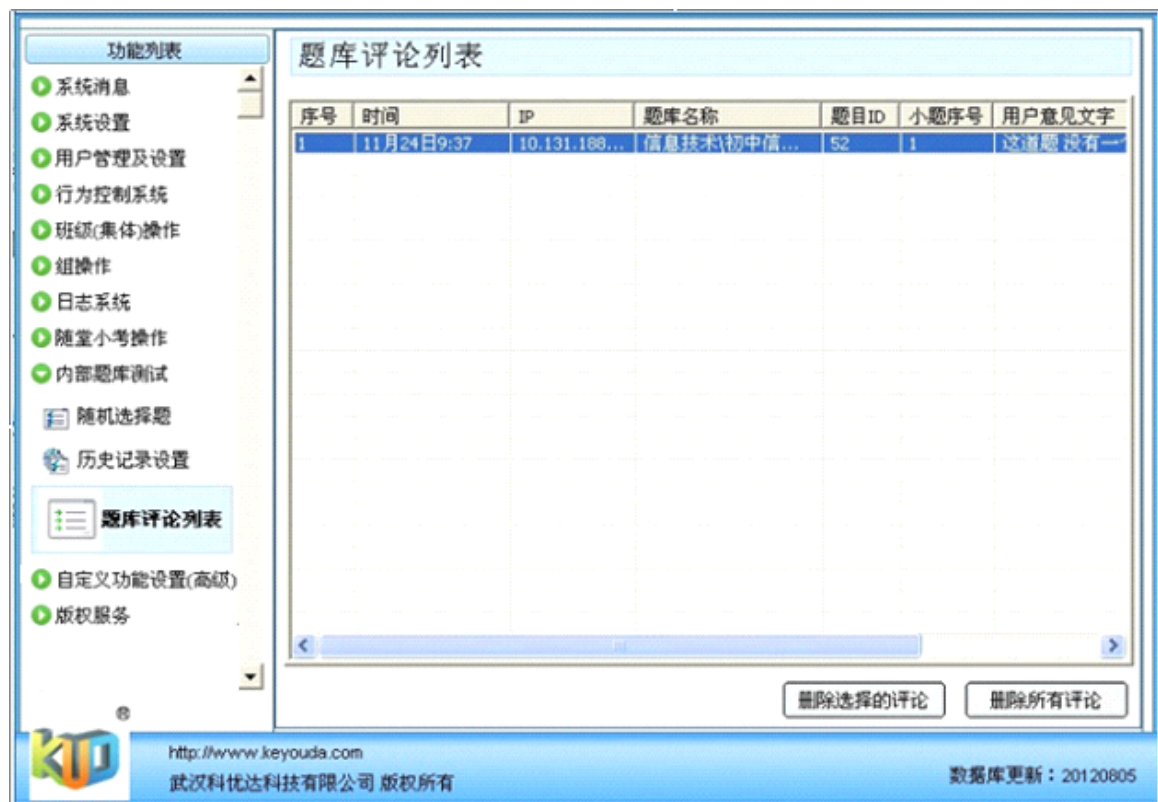 功能列表
系统消息
系统设置
用户管理及设置
行为控制系统
班级(集体)操作
组操作
日志系统
随堂小考操作
内部题库测试
随机选择题
历史记录设置
题库评论列表
自定义功能设置(高级)
版权服务
题库评论列表
序号 时间 IP 题库名称 题目ID 小题序号 用户意见文字
1 11月24日9:37 10.131.188... 信息技术\初中信... 52 1 这道题 没有一
删除选择的评论 删除所有评论
®
KYD
http://www.keyouda.com
武汉科优达科技有限公司 版权所有
数据库更新：20120805